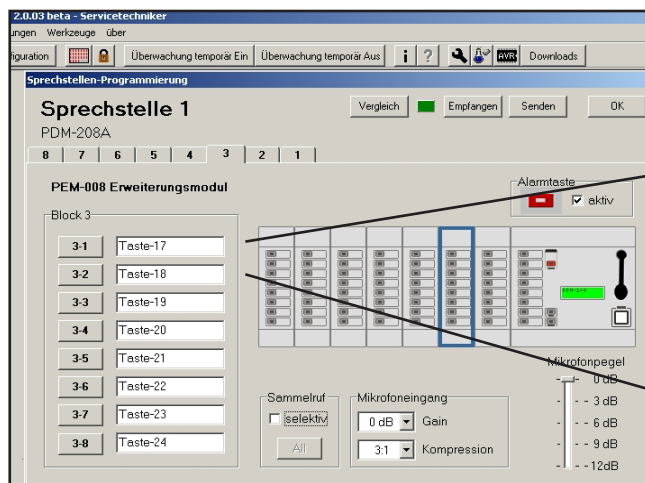 2.0.03 beta - Servicetechniker
ungen Werkzeuge über
figuration Überwachung temporär Ein Überwachung temporär Aus i ? AVR Downloads
Sprechstellen-Programmierung
Sprechstelle 1
Vergleich Empfangen Senden OK
PDM-208A
8 7 6 5 4 3 2 1
PEM-008 Erweiterungsmodul
Alarmtaste
aktiv
Block 3
3-1 Taste-17
3-2 Taste-18
3-3 Taste-19
3-4 Taste-20
3-5 Taste-21
3-6 Taste-22
3-7 Taste-23
3-8 Taste-24
Sammelruf
selektiv
All
Mikrofoneingang
0 dB Gain
3:1 Kompression
Mikrofonpegel
0 dB
- 3 dB
- 6 dB
- 9 dB
-12dB